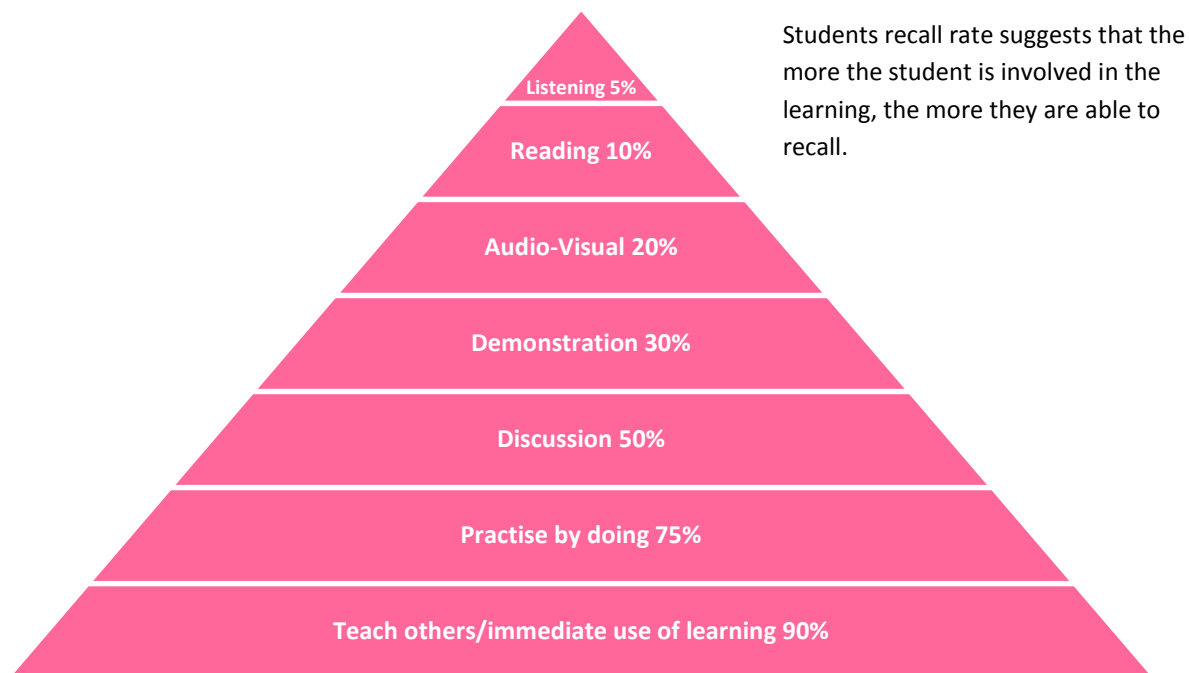 Students recall rate suggests that the
more the student is involved in the
learning, the more they are able to
recall.
Listening 5%
Reading 10%
Audio-Visual 20%
Demonstration 30%
Discussion 50%
Practise by doing 75%
Teach others/immediate use of learning 90%